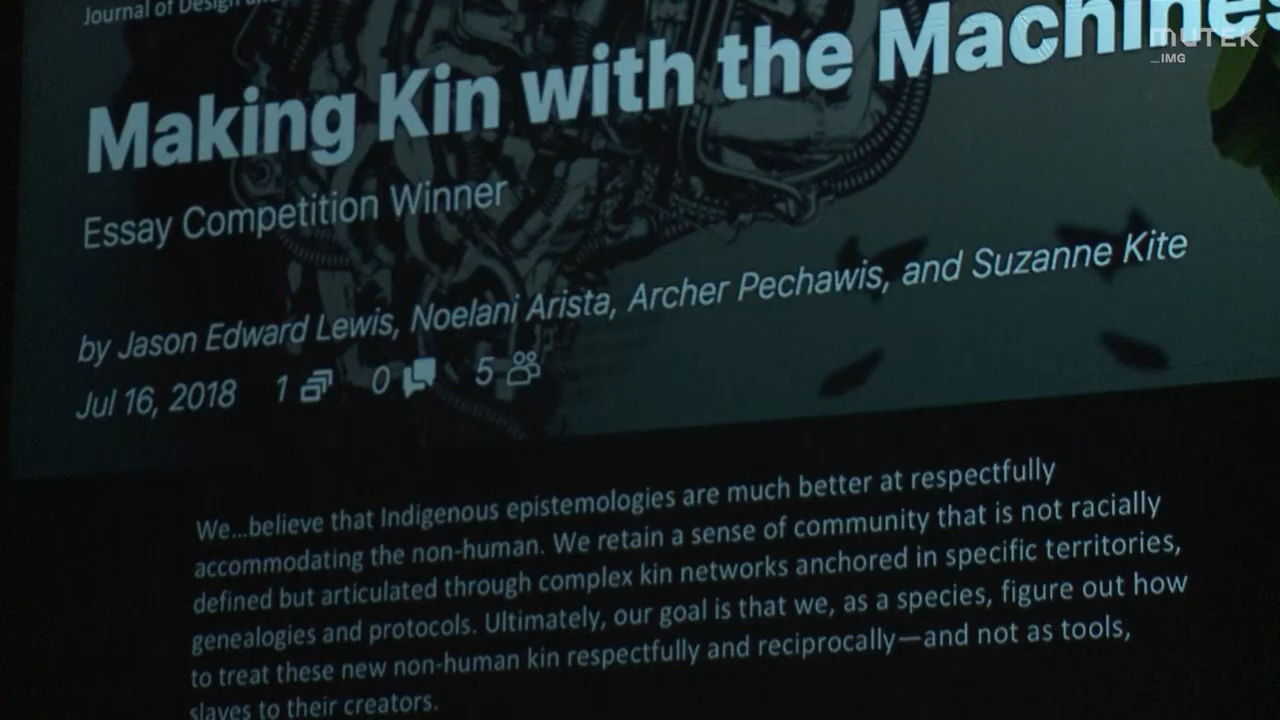 Journal of Design
Making Kin with the Machines
Essay Competition Winner
by Jason Edward Lewis, Noelani Arista, Archer Pechawis, and Suzanne Kite
Jul 16, 2018 1 0 5
We...believe that Indigenous epistemologies are much better at respectfully
accommodating the non-human. We retain a sense of community that is not racially
defined but articulated through complex kin networks anchored in specific territories,
genealogies and protocols. Ultimately, our goal is that we, as a species, figure out how
to treat these new non-human kin respectfully and reciprocally—and not as tools,
slaves to their creators.
MUTEK
_IMG